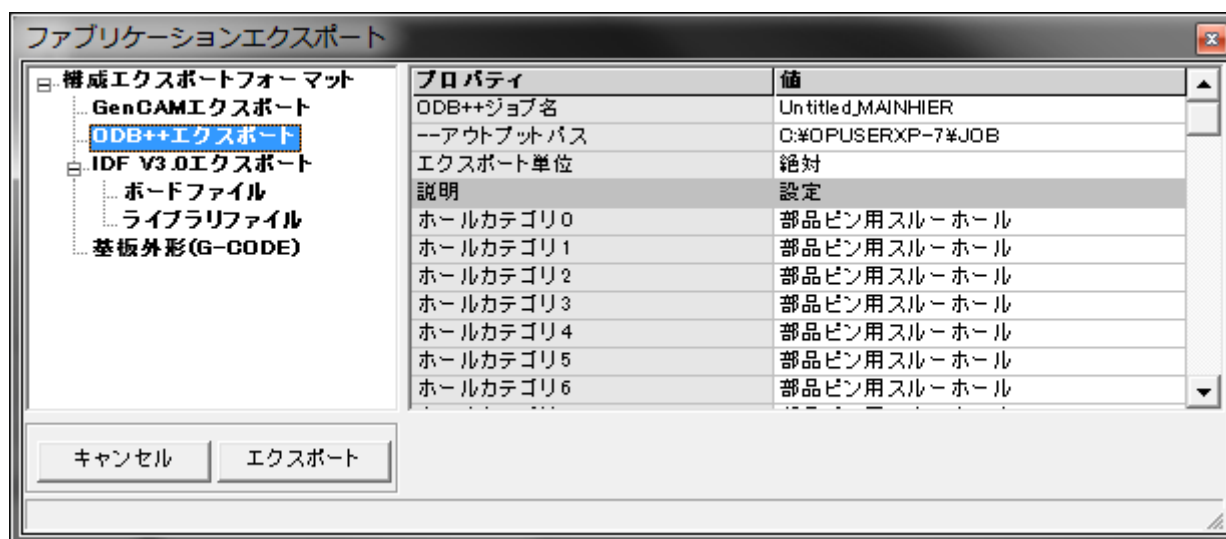 ファブリケーションエクスポート
構成エクスポートフォーマット
GenCAMエクスポート
ODB++エクスポート
IDF V3.0エクスポート
ボードファイル
ライブラリファイル
基板外形(G-CODE)
プロパティ 値
ODB++ジョブ名 Untitled_MAINHIER
--アウトプットパス C:¥OPUSERXP-7¥JOB
エクスポート単位 絶対
説明 設定
ホールカテゴリ0 部品ピン用スルーホール
ホールカテゴリ1 部品ピン用スルーホール
ホールカテゴリ2 部品ピン用スルーホール
ホールカテゴリ3 部品ピン用スルーホール
ホールカテゴリ4 部品ピン用スルーホール
ホールカテゴリ5 部品ピン用スルーホール
ホールカテゴリ6 部品ピン用スルーホール
キャンセル エクスポート